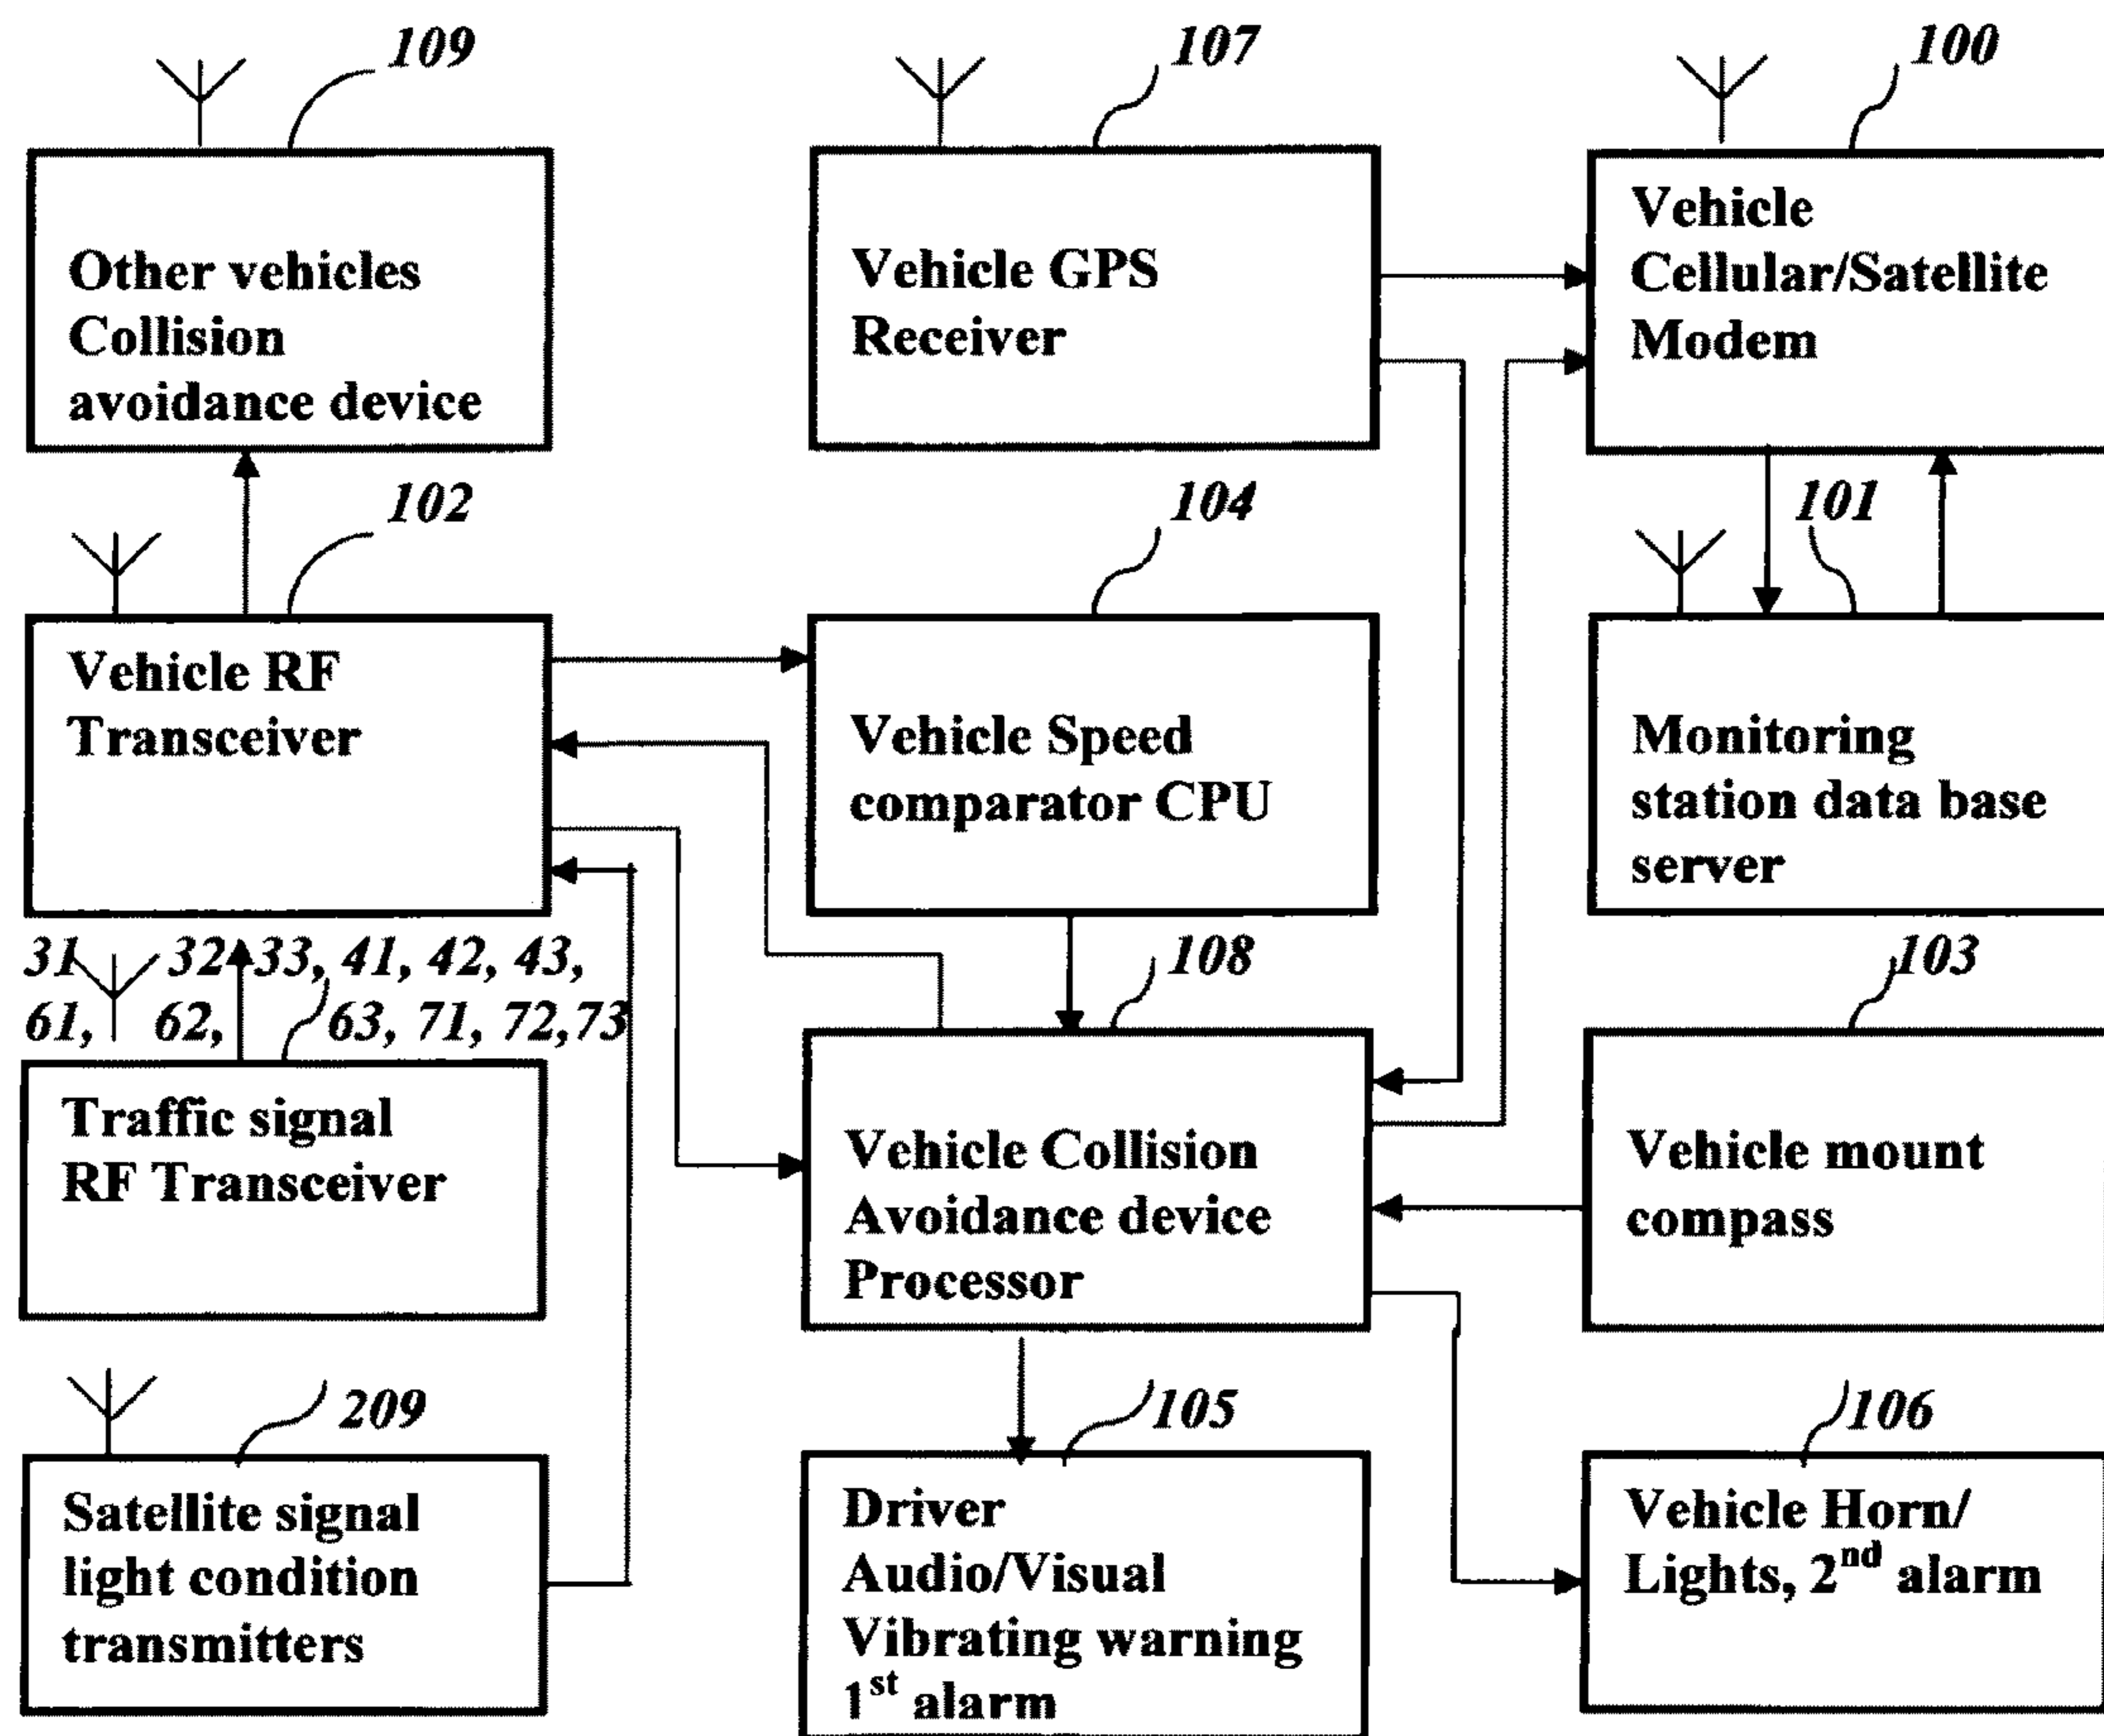 109
Other vehicles
Collision
avoidance device
107
Vehicle GPS
Receiver
100
Vehicle
Cellular/Satellite
Modem
102
Vehicle RF
Transceiver
104
Vehicle Speed
comparator CPU
101
Monitoring
station data base
server
31 32 33, 41, 42, 43,
61, 62, 63, 71, 72,73
Traffic signal
RF Transceiver
108
Vehicle Collision
Avoidance device
Processor
103
Vehicle mount
compass
209
Satellite signal
light condition
transmitters
105
Driver
Audio/Visual
Vibrating warning
1st alarm
106
Vehicle Horn/
Lights, 2nd alarm